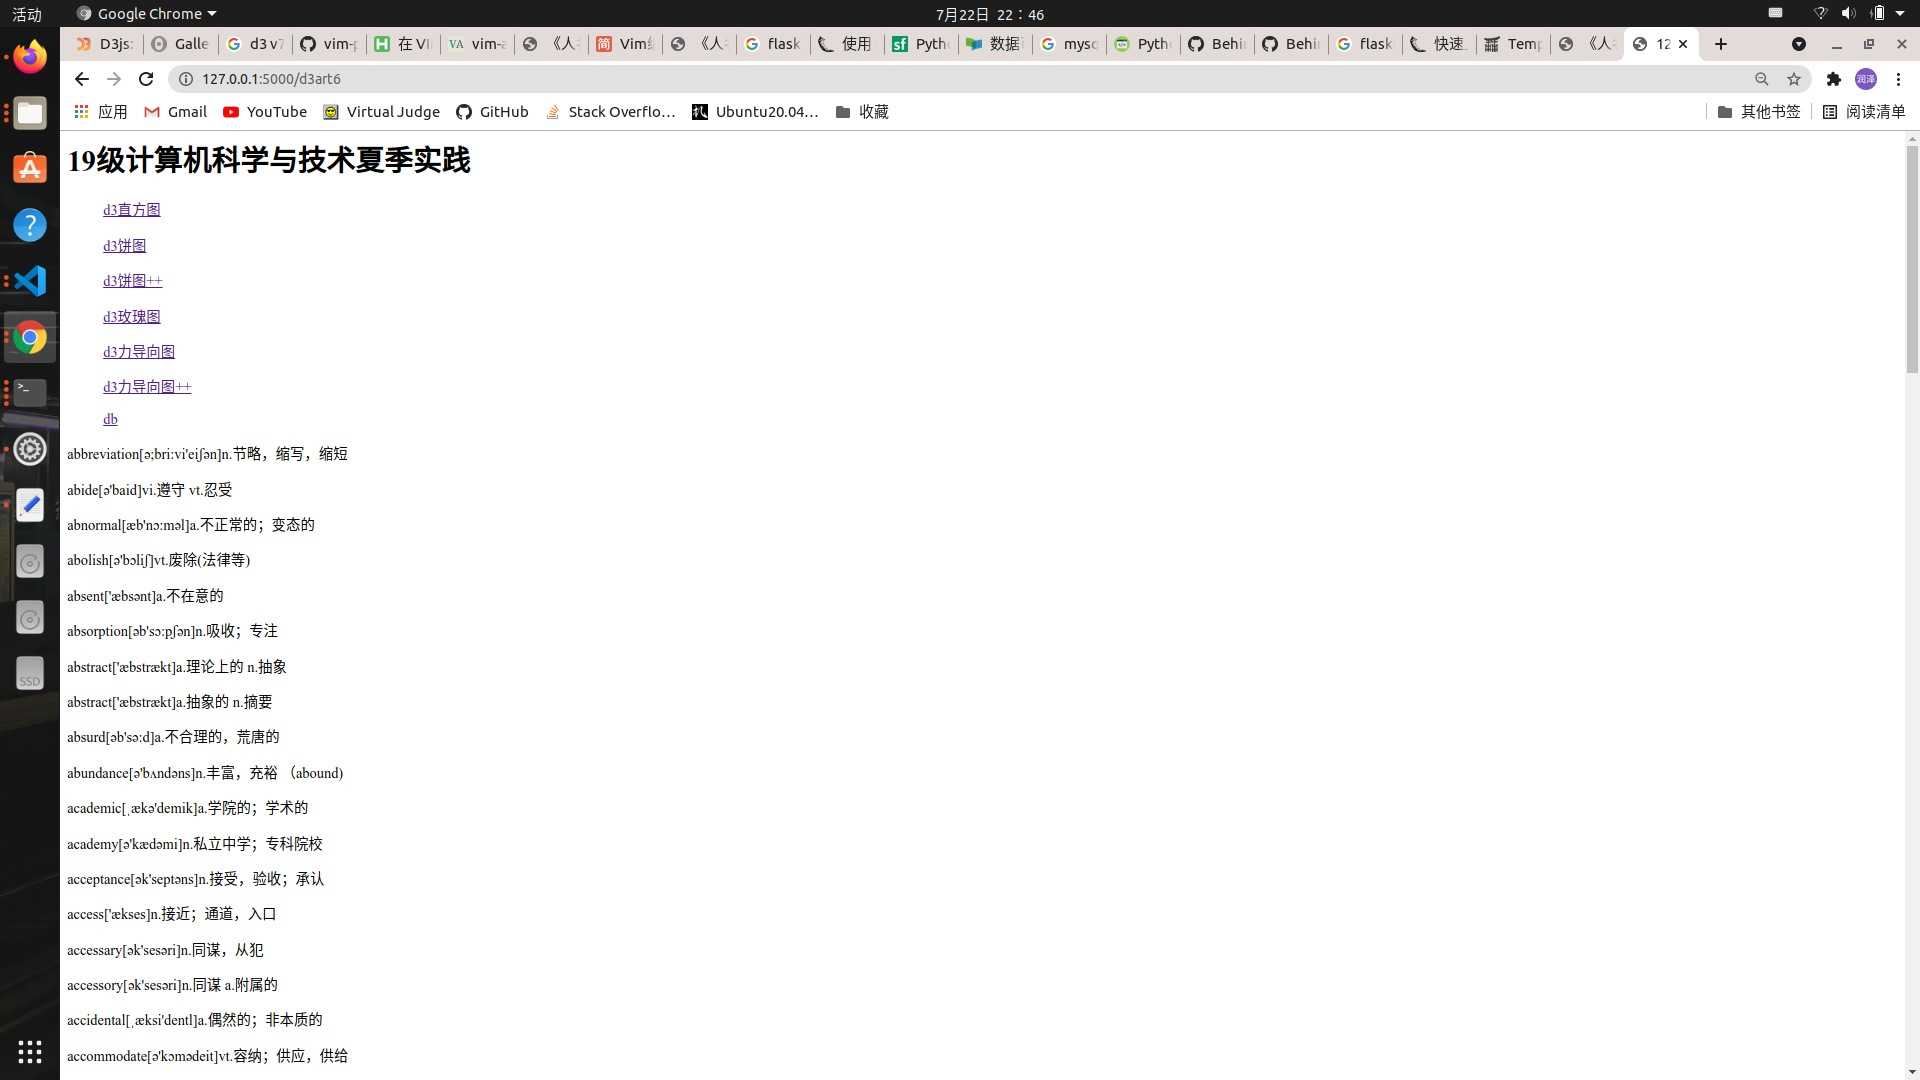 活动
Google Chrome
7月22日 22：46
D3js:
Galle
d3 v7
vim-p
在 VI
vim-a
《人
Vim
《人
flask
使用
Pytho
数据
mysq
Pytho
Behi
Behi
flask
快速
Temp
《人
12
127.0.0.1:5000/d3art6
润泽
应用
Gmail
YouTube
Virtual Judge
GitHub
Stack Overflo…
Ubuntu20.04…
收藏
其他书签
阅读清单
19级计算机科学与技术夏季实践
d3直方图
d3饼图
d3饼图++
d3玫瑰图
d3力导向图
d3力导向图++
db
abbreviation[ə;bri:vi'eiʃən]n.节略，缩写，缩短
abide[ə'baid]vi.遵守 vt.忍受
abnormal[æb'nɔ:məl]a.不正常的；变态的
abolish[ə'bɔliʃ]vt.废除(法律等)
absent['æbsənt]a.不在意的
absorption[əb'sɔ:pʃən]n.吸收；专注
abstract['æbstrækt]a.理论上的 n.抽象
abstract['æbstrækt]a.抽象的 n.摘要
absurd[əb'sə:d]a.不合理的，荒唐的
abundance[ə'bʌndəns]n.丰富，充裕 （abound)
academic[ˌækə'demik]a.学院的；学术的
academy[ə'kædəmi]n.私立中学；专科院校
acceptance[ək'septəns]n.接受，验收；承认
access['ækses]n.接近；通道，入口
accessary[ək'sesəri]n.同谋，从犯
accessory[ək'sesəri]n.同谋 a.附属的
accidental[ˌæksi'dentl]a.偶然的；非本质的
accommodate[ə'kɔmədeit]vt.容纳；供应，供给
SSD